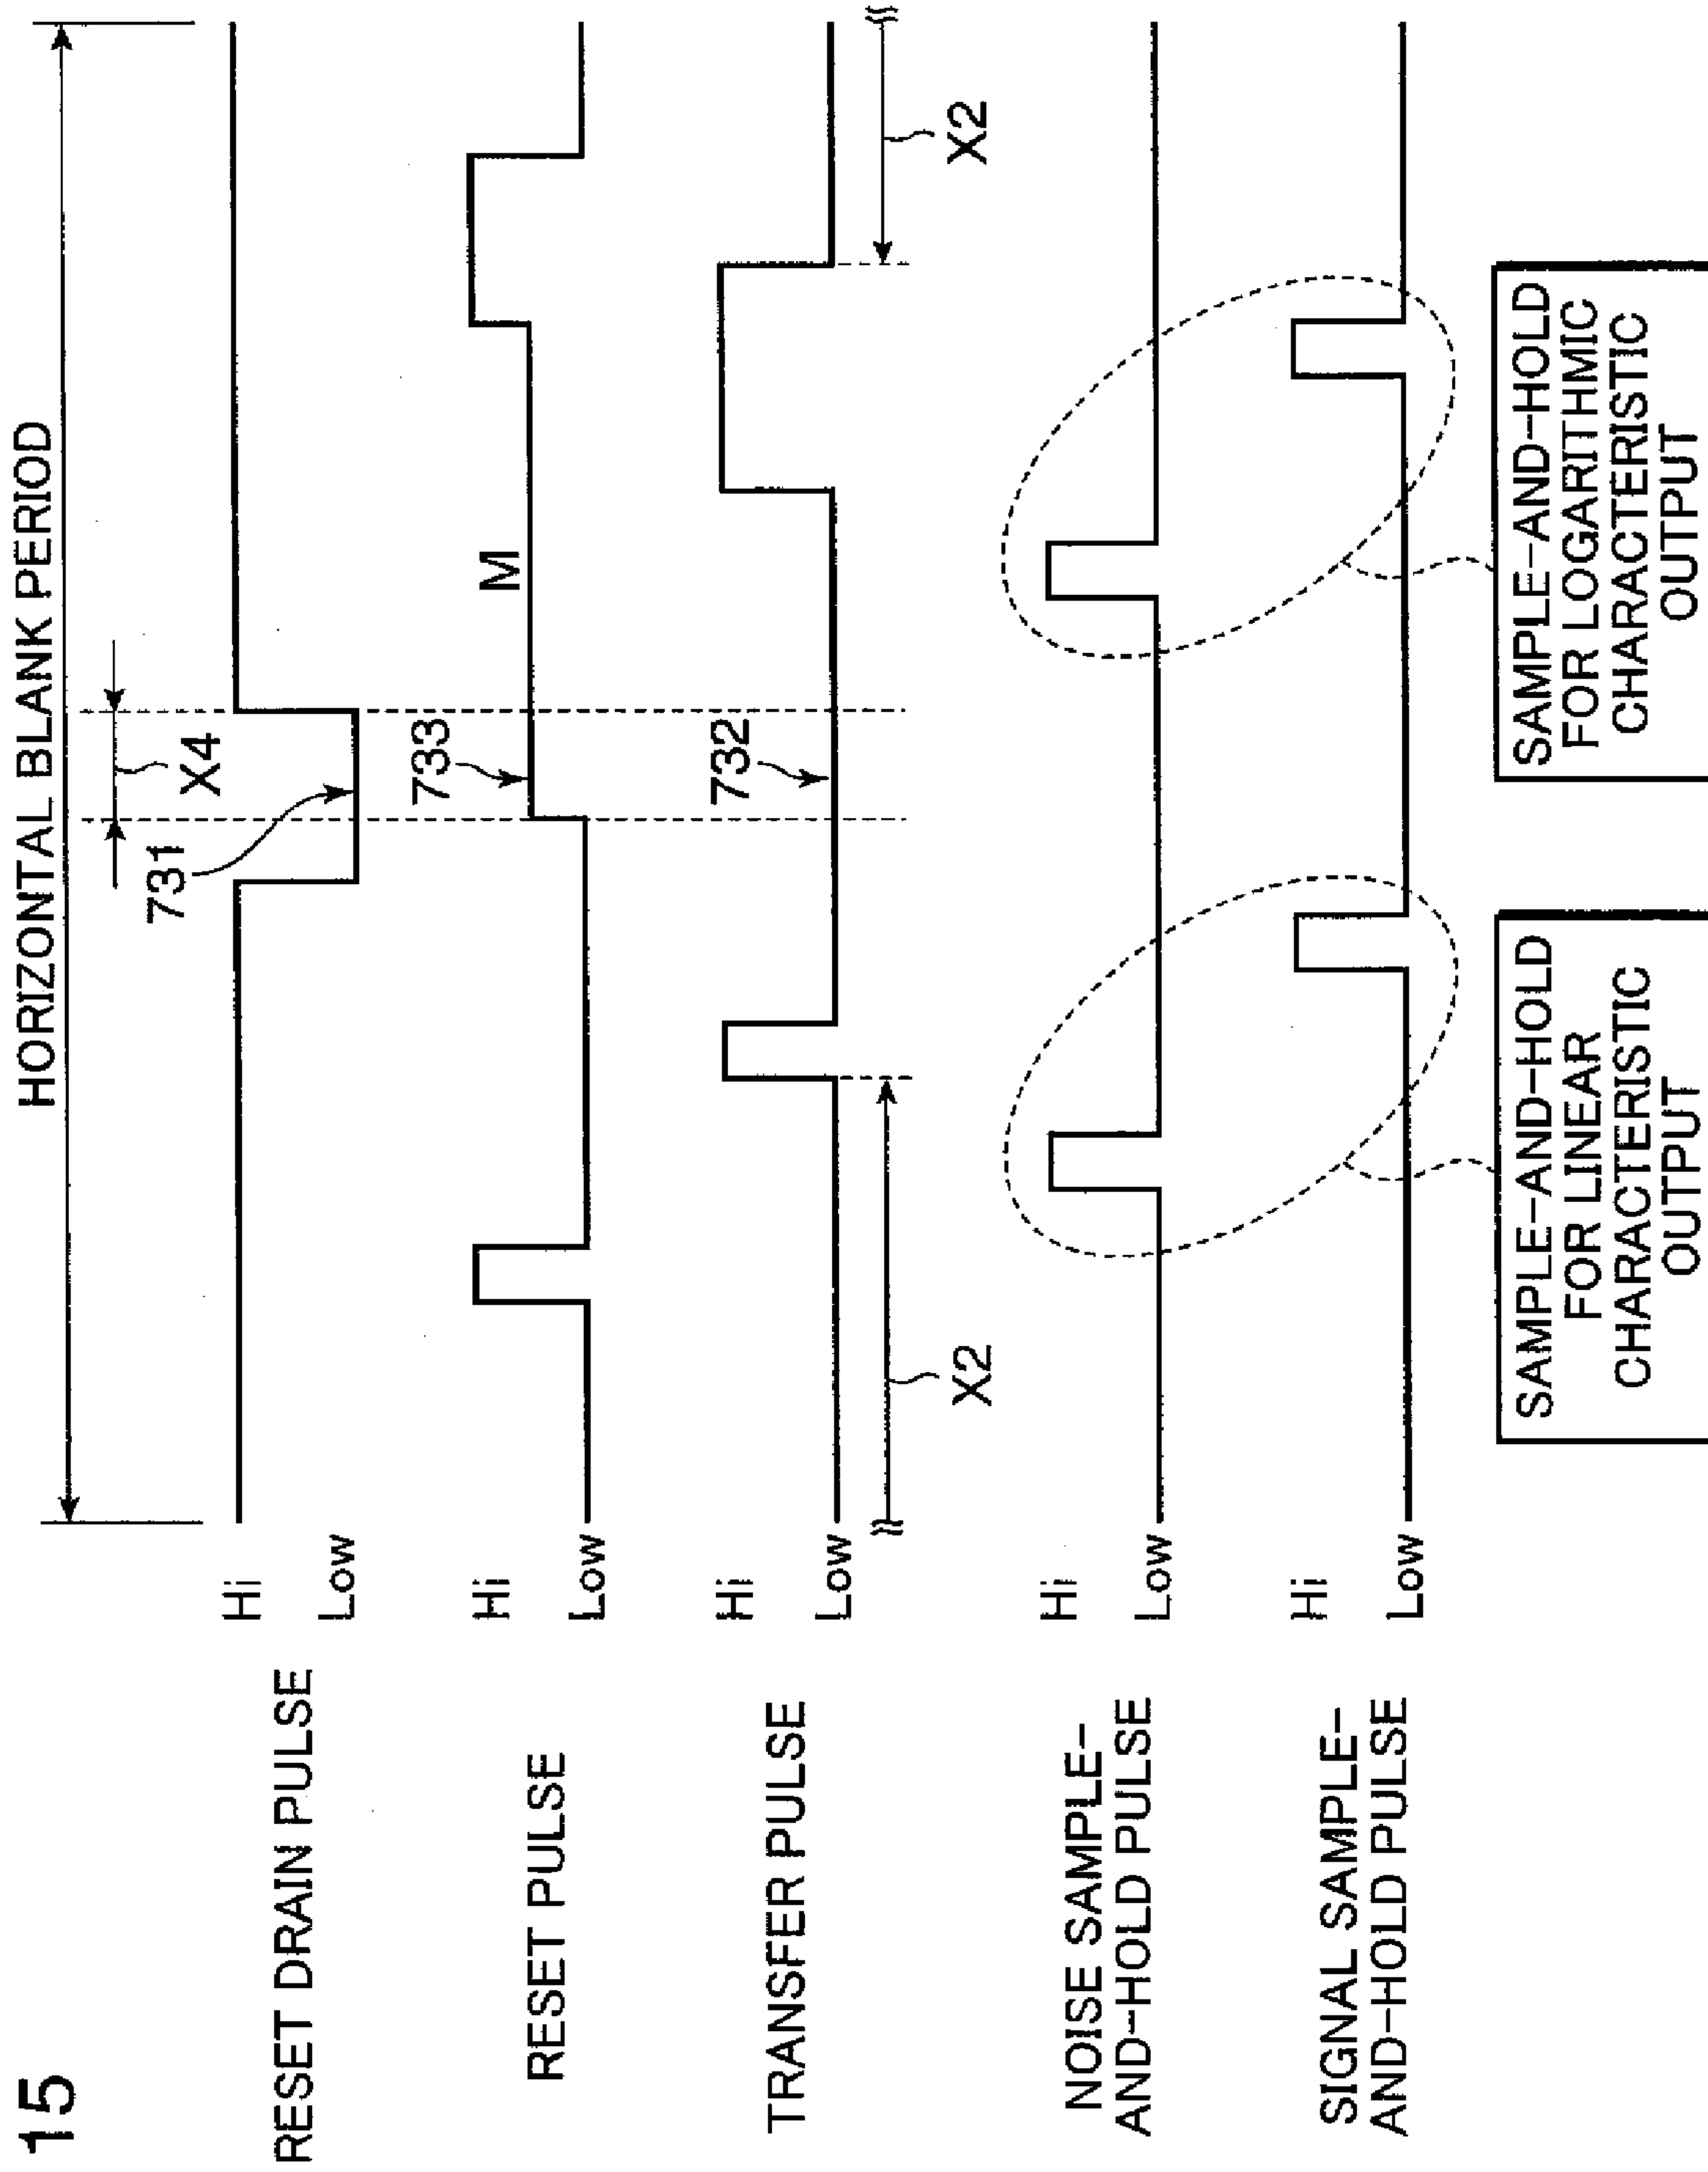 15
HORIZONTAL BLANK PERIOD
RESET DRAIN PULSE
Hi
Low
731
X4
RESET PULSE
Hi
Low
733
M
TRANSFER PULSE
Hi
Low
732
X2
X2
NOISE SAMPLE-
AND-HOLD PULSE
Hi
Low
SIGNAL SAMPLE-
AND-HOLD PULSE
Hi
Low
SAMPLE-AND-HOLD
FOR LINEAR
CHARACTERISTIC
OUTPUT
SAMPLE-AND-HOLD
FOR LOGARITHMIC
CHARACTERISTIC
OUTPUT